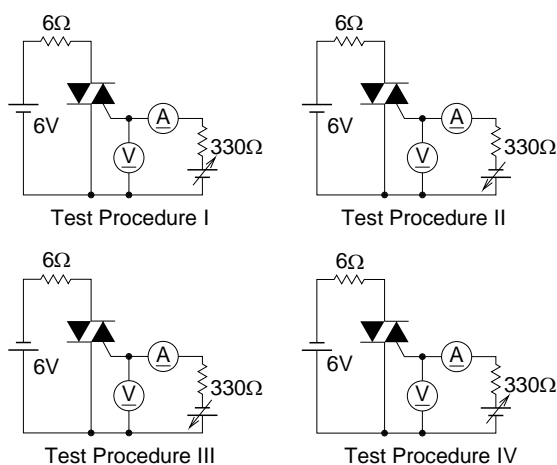 6Ω 6Ω
A A
6V V 330Ω 6V V 330Ω
Test Procedure I Test Procedure II
6Ω 6Ω
A A
6V V 330Ω 6V V 330Ω
Test Procedure III Test Procedure IV